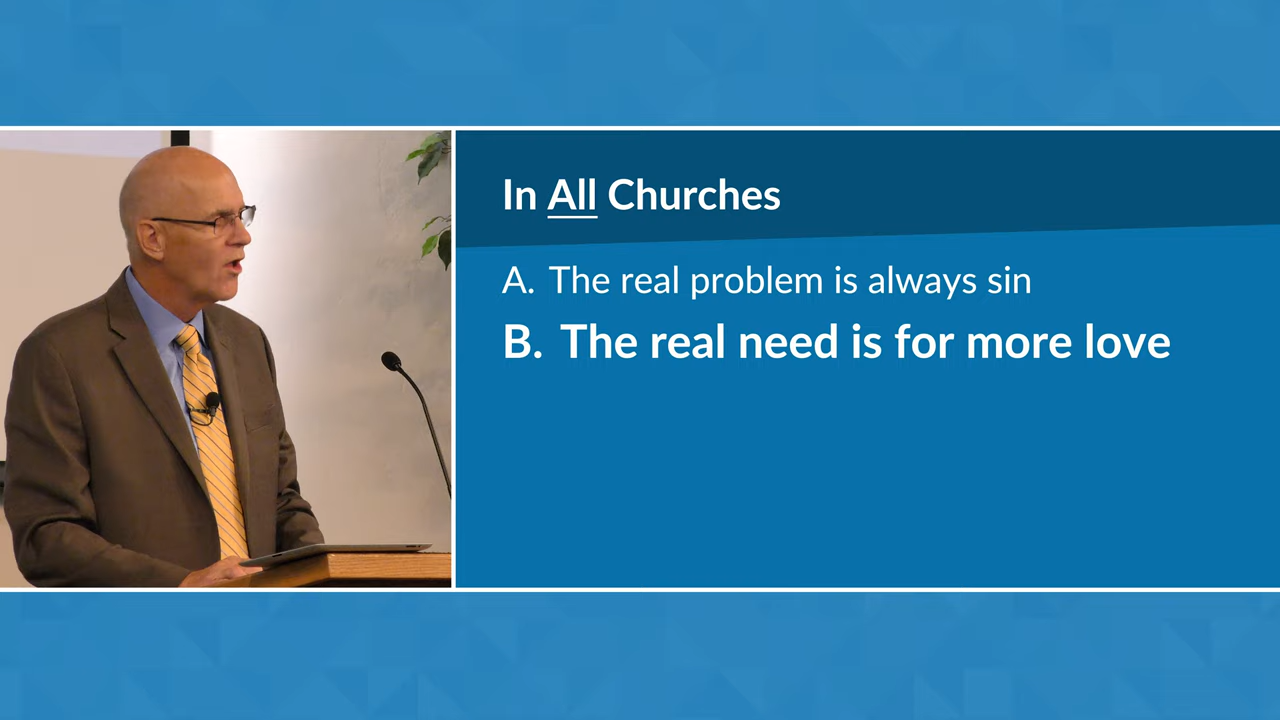 In All Churches
A. The real problem is always sin
B. The real need is for more love